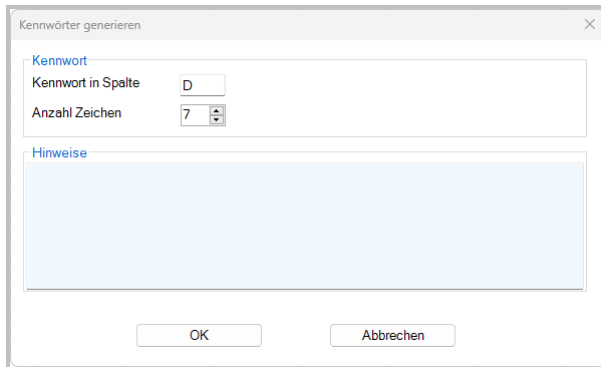 Kennwörter generieren
Kennwort
Kennwort in Spalte D
Anzahl Zeichen 7
Hinweise
OK Abbrechen